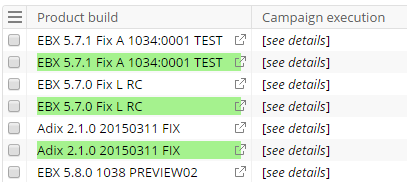 Product build Campaign execution
EBX 5.7.1 Fix A 1034:0001 TEST [see details]
EBX 5.7.1 Fix A 1034:0001 TEST [see details]
EBX 5.7.0 Fix L RC [see details]
EBX 5.7.0 Fix L RC [see details]
Adix 2.1.0 20150311 FIX [see details]
Adix 2.1.0 20150311 FIX [see details]
EBX 5.8.0 1038 PREVIEW02 [see details]